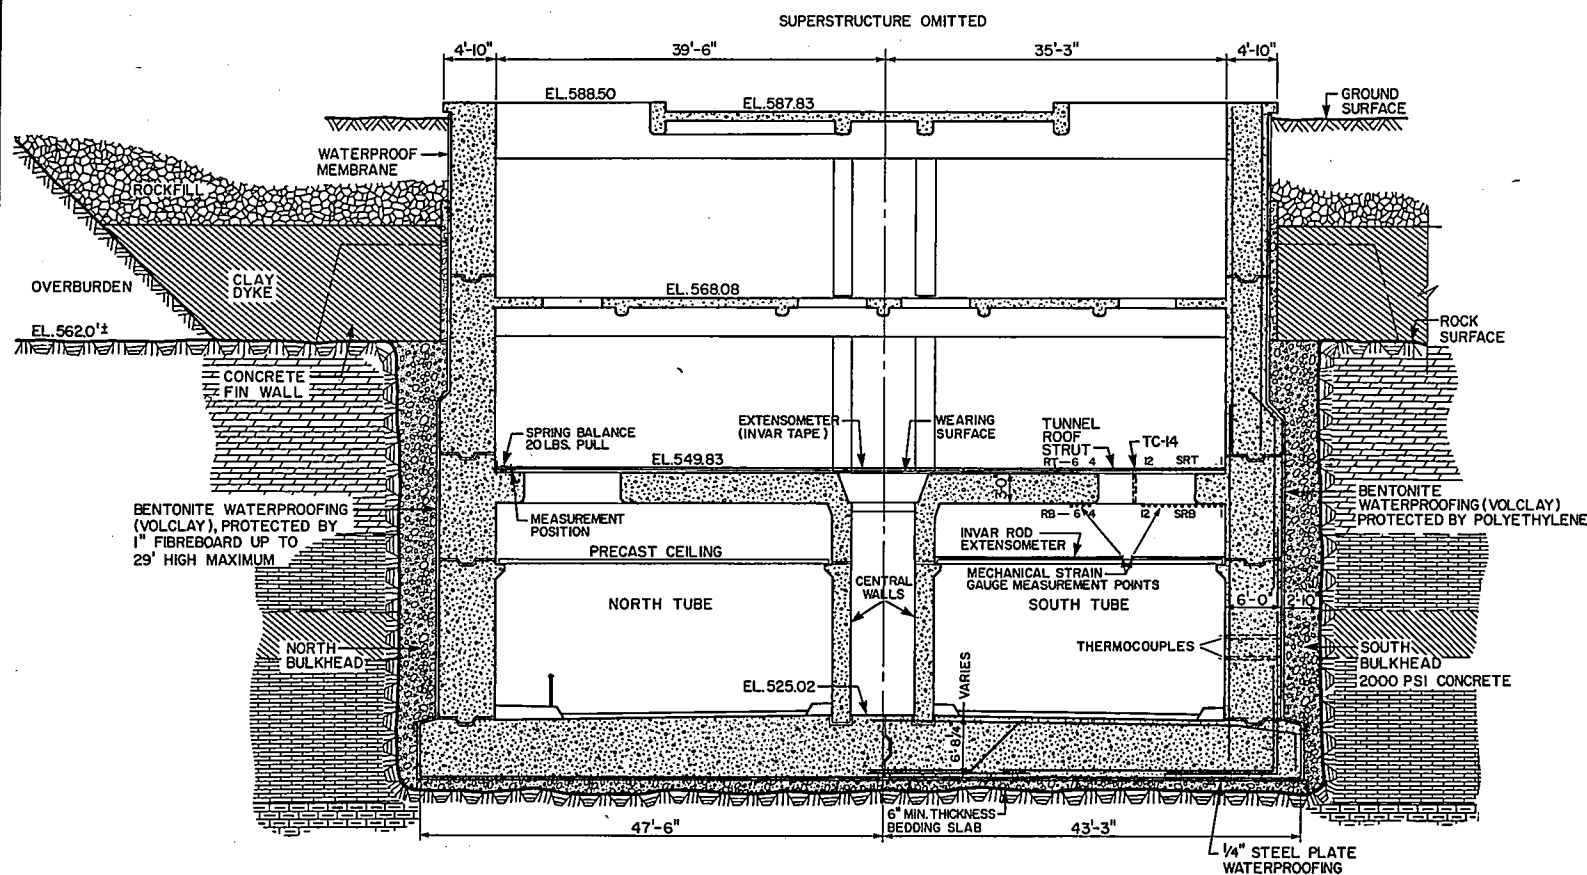 SUPERSTRUCTURE OMITTED
4'-10"
39'-6"
35'-3"
4'-10"
EL.588.50
EL.587.83
GROUND
SURFACE
WATERPROOF
MEMBRANE
ROCKFILL
CLAY
DYKE
OVERBURDEN
EL.568.08
EL.562.0'±
ROCK
SURFACE
CONCRETE
FIN WALL
SPRING BALANCE
20 LBS. PULL
EXTENSOMETER
(INVAR TAPE)
WEARING
SURFACE
TUNNEL
ROOF
STRUT
TC-14
RT-6 4 12 SRT 1
EL.549.83
3'-0"
RB-6 4 12 SRB 1
BENTONITE WATERPROOFING
(VOLCLAY), PROTECTED BY
1" FIBREBOARD UP TO
29' HIGH MAXIMUM
BENTONITE
WATERPROOFING (VOLCLAY)
PROTECTED BY POLYETHYLENE
MEASUREMENT
POSITION
PRECAST CEILING
INVAR ROD
EXTENSOMETER
MECHANICAL STRAIN
GAUGE MEASUREMENT POINTS
CENTRAL
WALLS
NORTH TUBE
SOUTH TUBE
6'-0"
2'-10"
THERMOCOUPLES
NORTH
BULKHEAD
SOUTH
BULKHEAD
2000 PSI CONCRETE
EL.525.02
VARIES
6"MIN.THICKNESS
BEDDING SLAB
47'-6"
43'-3"
1/4" STEEL PLATE
WATERPROOFING